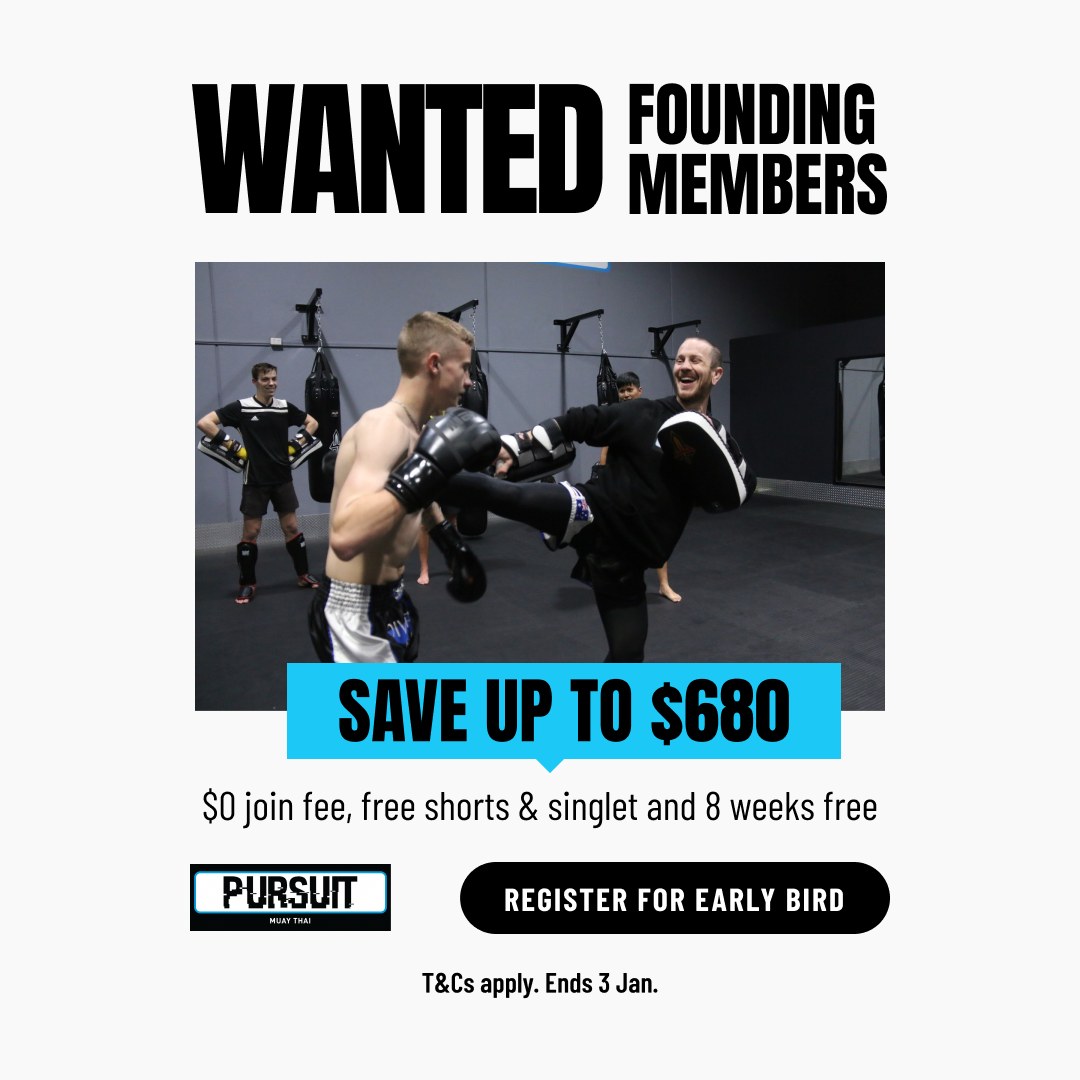 WANTED
FOUNDING
MEMBERS
SAVE UP TO $680
$0 join fee, free shorts & singlet and 8 weeks free
PURSUIT
MUAY THAI
REGISTER FOR EARLY BIRD
T&Cs apply. Ends 3 Jan.